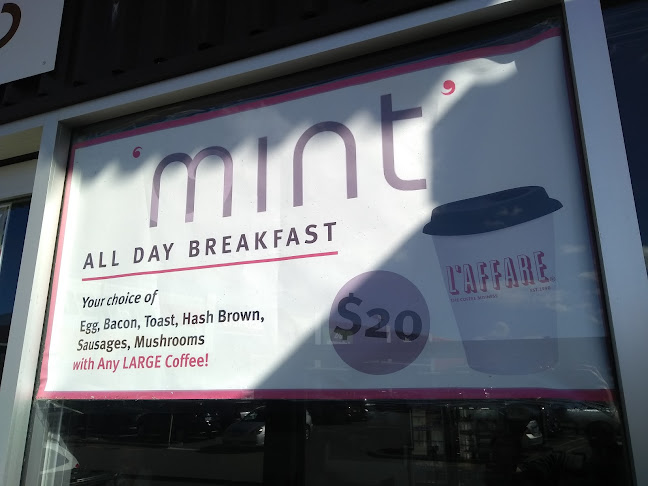 'mint'
ALL DAY BREAKFAST
Your choice of
Egg, Bacon, Toast, Hash Brown,
Sausages, Mushrooms
with Any LARGE Coffee!
$20
L'AFFARE